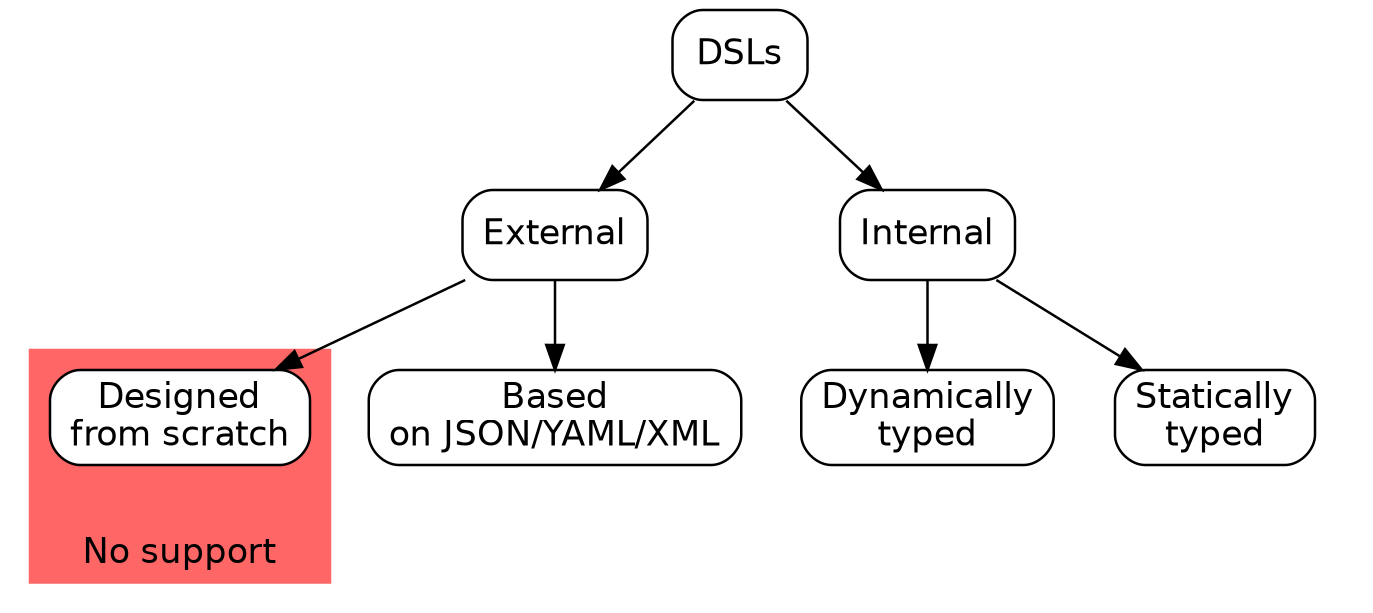 DSLs
External
Internal
Designed
from scratch
Based
on JSON/YAML/XML
Dynamically
typed
Statically
typed
No support